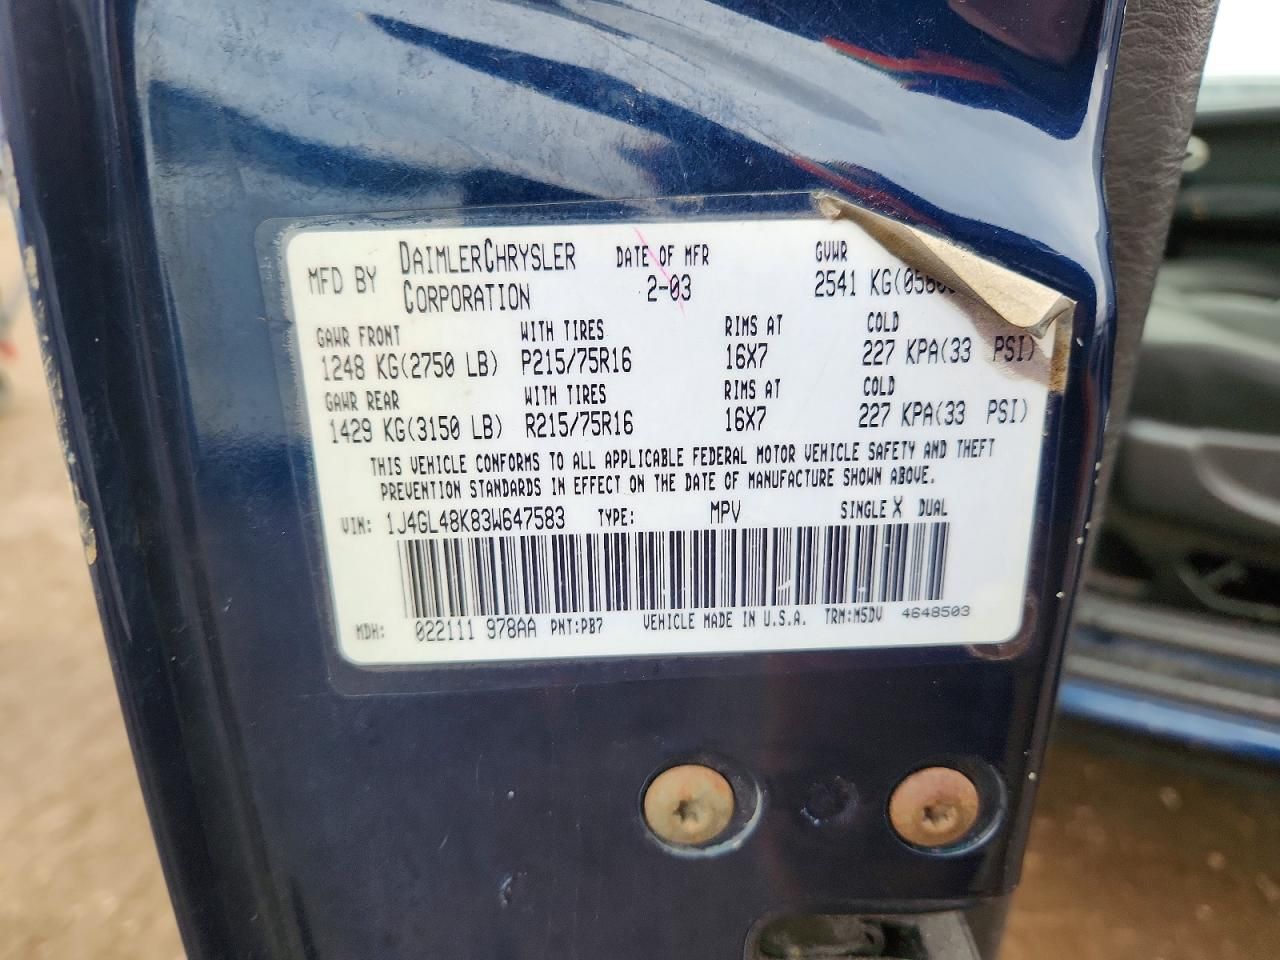 MFD BY DAIMLERCHRYSLER CORPORATION DATE OF MFR 2-03 GVWR 2541 KG(
GAWR FRONT WITH TIRES RIMS AT COLD
1248 KG(2750 LB) P215/75R16 16X7 227 KPA(33 PSI)
GAWR REAR WITH TIRES RIMS AT COLD
1429 KG(3150 LB) R215/75R16 16X7 227 KPA(33 PSI)
THIS VEHICLE CONFORMS TO ALL APPLICABLE FEDERAL MOTOR VEHICLE SAFETY AND THEFT
PREVENTION STANDARDS IN EFFECT ON THE DATE OF MANUFACTURE SHOWN ABOVE.
VIN: 1J4GL48K83W647583 TYPE: MPV SINGLE X DUAL
MDH: 022111 978AA PNT:PB7 VEHICLE MADE IN U.S.A. TRM:M5DV 4648503